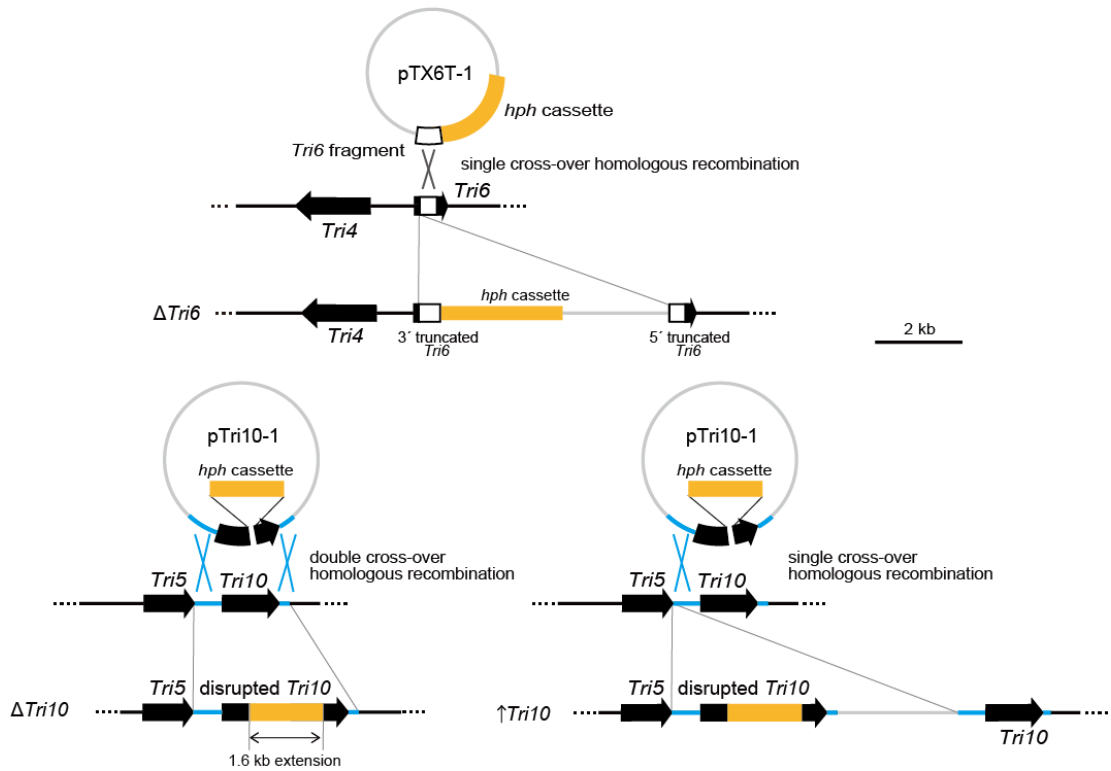 pTX6T-1
hph cassette
Tri6 fragment
single cross-over homologous recombination
Tri6
Tri4
hph cassette
ΔTri6
Tri4
3´ truncated
Tri6
5´ truncated
Tri6
2 kb
pTri10-1
hph cassette
double cross-over
homologous recombination
Tri5
Tri10
Tri5 disrupted Tri10
ΔTri10
1.6 kb extension
pTri10-1
hph cassette
single cross-over
homologous recombination
Tri5
Tri10
Tri5 disrupted Tri10
↑Tri10
Tri10